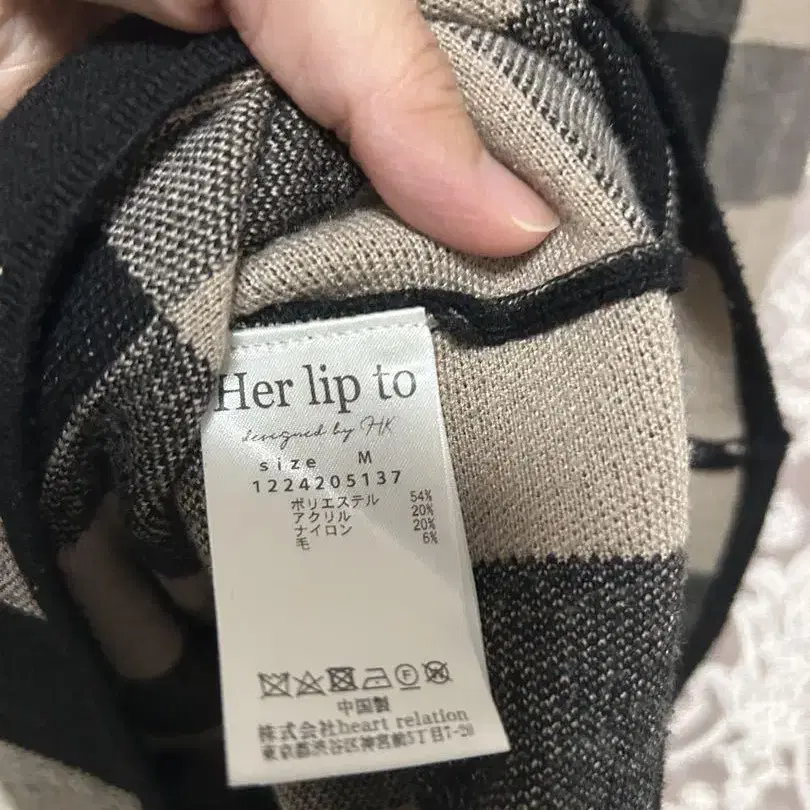 Her lip to
designed by HK
size M
1224205137
ポリエステル 54%
アクリル 20%
ナイロン 20%
毛 6%
F
中国製
株式会社heart relation
東京都渋谷区神宮前5丁目7-20